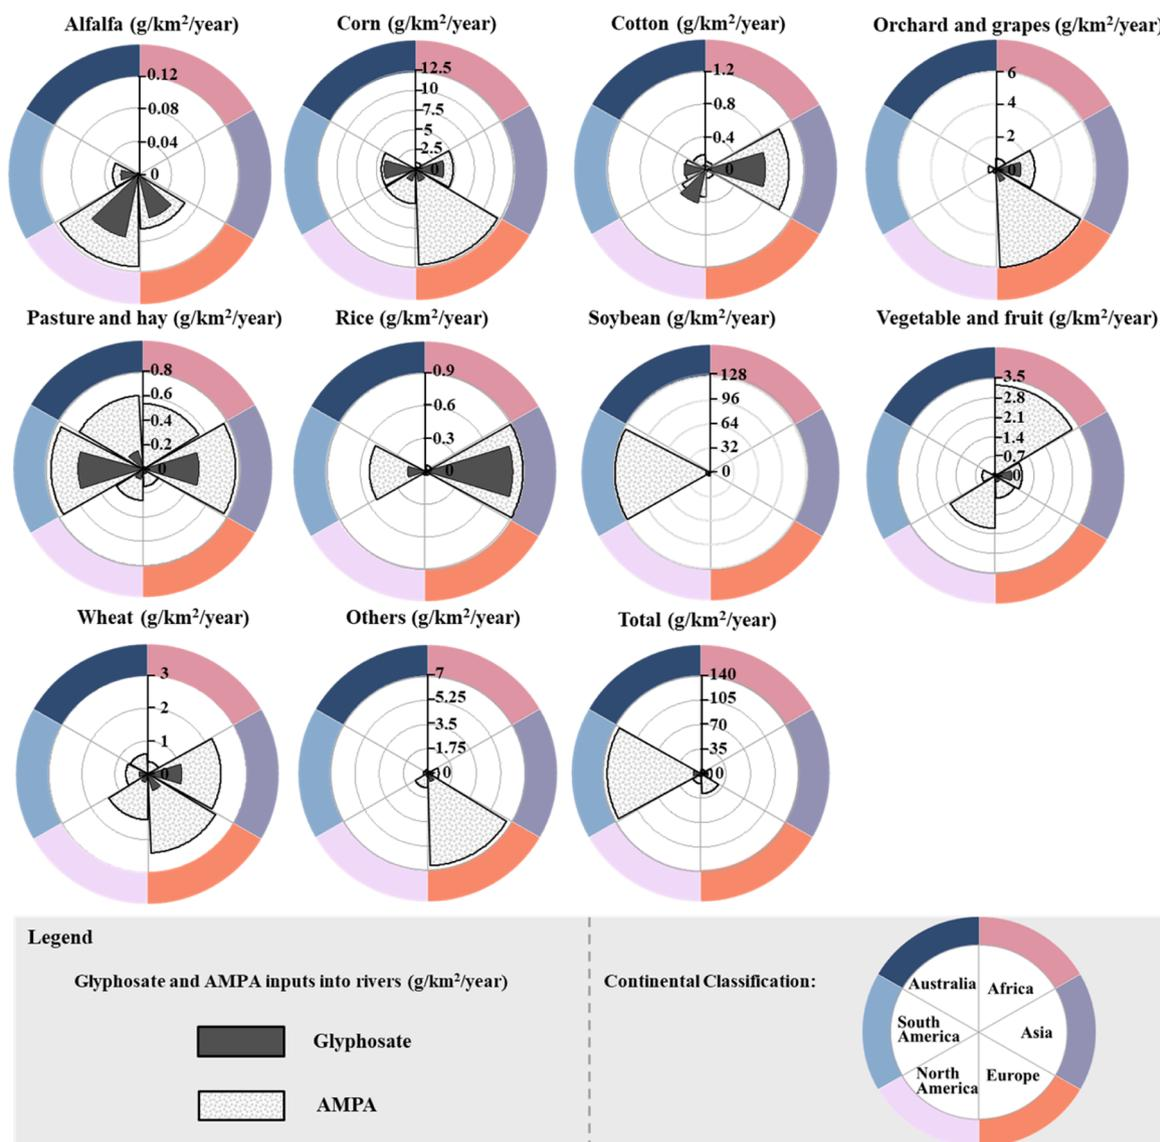 Alfalfa (g/km²/year)
Corn (g/km²/year)
Cotton (g/km²/year)
Orchard and grapes (g/km²/year)
0.12
0.08
0.04
0
12.5
10
7.5
5
2.5
0
1.2
0.8
0.4
0
6
4
2
0
Pasture and hay (g/km²/year)
Rice (g/km²/year)
Soybean (g/km²/year)
Vegetable and fruit (g/km²/year)
0.8
0.6
0.4
0.2
0
0.9
0.6
0.3
0
128
96
64
32
0
3.5
2.8
2.1
1.4
0.7
0
Wheat (g/km²/year)
Others (g/km²/year)
Total (g/km²/year)
3
2
1
0
7
5.25
3.5
1.75
0
140
105
70
35
0
Legend
Glyphosate and AMPA inputs into rivers (g/km²/year)
Glyphosate
AMPA
Continental Classification:
Australia
Africa
South
America
Asia
North
America
Europe